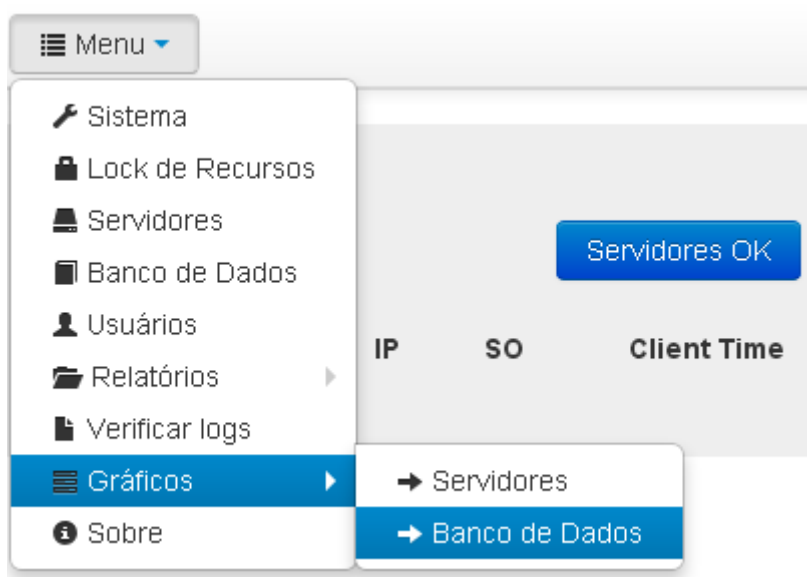 Menu
Sistema
Lock de Recursos
Servidores
Servidores OK
Banco de Dados
Usuários
IP SO Client Time
Relatórios
Verificar logs
Gráficos
Servidores
Sobre
Banco de Dados